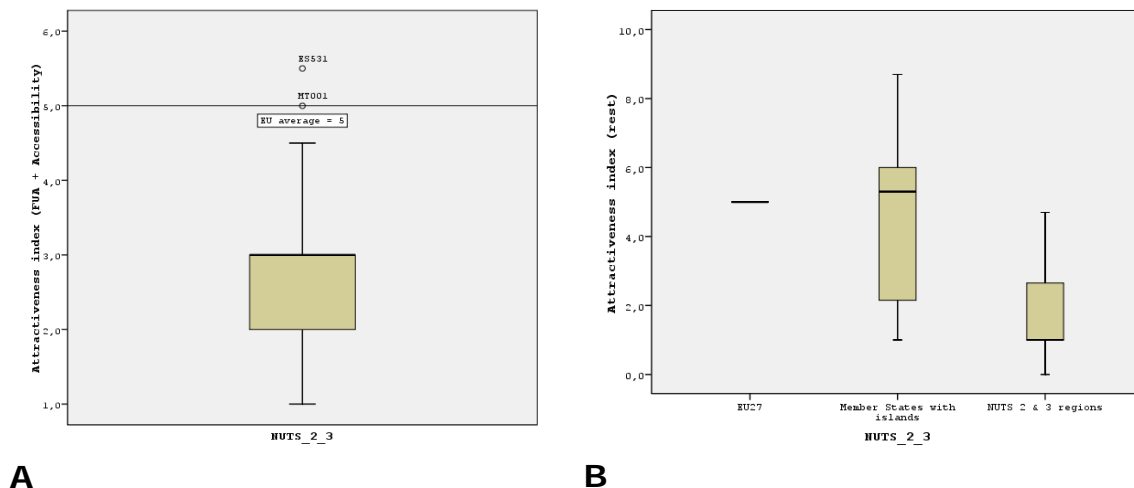 Attractiveness index (FUA + Accessibility)
6,0
5,0
4,0
3,0
2,0
1,0
ES531
MT001
EU average = 5
NUTS_2_3
A
Attractiveness index (rest)
10,0
8,0
6,0
4,0
2,0
0,0
EU27
Member States with
islands
NUTS 2 & 3 regions
NUTS_2_3
B